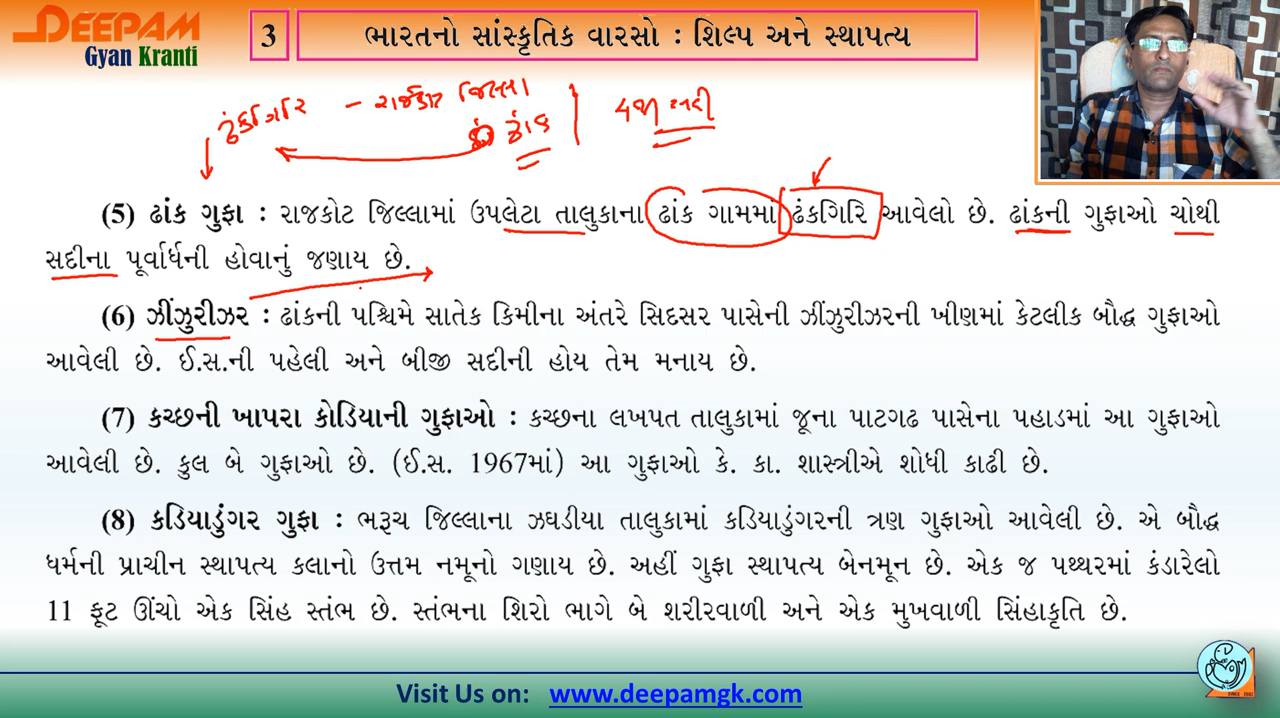 DEEPAM
Gyan Kranti
3
ભારતનો સાંસ્કૃતિક વારસો : શિલ્પ અને સ્થાપત્ય
ઢંકગિરિ - રાજકોટ જિલ્લા
ઢાંક
સદી
(5) ઢાંક ગુફા : રાજકોટ જિલ્લામાં ઉપલેટા તાલુકાના ઢાંક ગામમાં ઢંકગિરિ આવેલો છે. ઢાંકની ગુફાઓ ચોથી
સદીના પૂર્વાર્ધની હોવાનું જણાય છે.
(6) ઝીંઝુરીઝર : ઢાંકની પશ્ચિમે સાતેક કિમીના અંતરે સિદસર પાસેની ઝીંઝુરીઝરની ખીણમાં કેટલીક બૌદ્ધ ગુફાઓ
આવેલી છે. ઈ.સ.ની પહેલી અને બીજી સદીની હોય તેમ મનાય છે.
(7) કચ્છની ખાપરા કોડિયાની ગુફાઓ : કચ્છના લખપત તાલુકામાં જૂના પાટગઢ પાસેના પહાડમાં આ ગુફાઓ
આવેલી છે. કુલ બે ગુફાઓ છે. (ઈ.સ. 1967માં) આ ગુફાઓ કે. કા. શાસ્ત્રીએ શોધી કાઢી છે.
(8) કડિયાડુંગર ગુફા : ભરૂચ જિલ્લાના ઝઘડીયા તાલુકામાં કડિયાડુંગરની ત્રણ ગુફાઓ આવેલી છે. એ બૌદ્ધ
ધર્મની પ્રાચીન સ્થાપત્ય કલાનો ઉત્તમ નમૂનો ગણાય છે. અહીં ગુફા સ્થાપત્ય બેનમૂન છે. એક જ પથ્થરમાં કંડારેલો
11 ફૂટ ઊંચો એક સિંહ સ્તંભ છે. સ્તંભના શિરો ભાગે બે શરીરવાળી અને એક મુખવાળી સિંહાકૃતિ છે.
Visit Us on: www.deepamgk.com